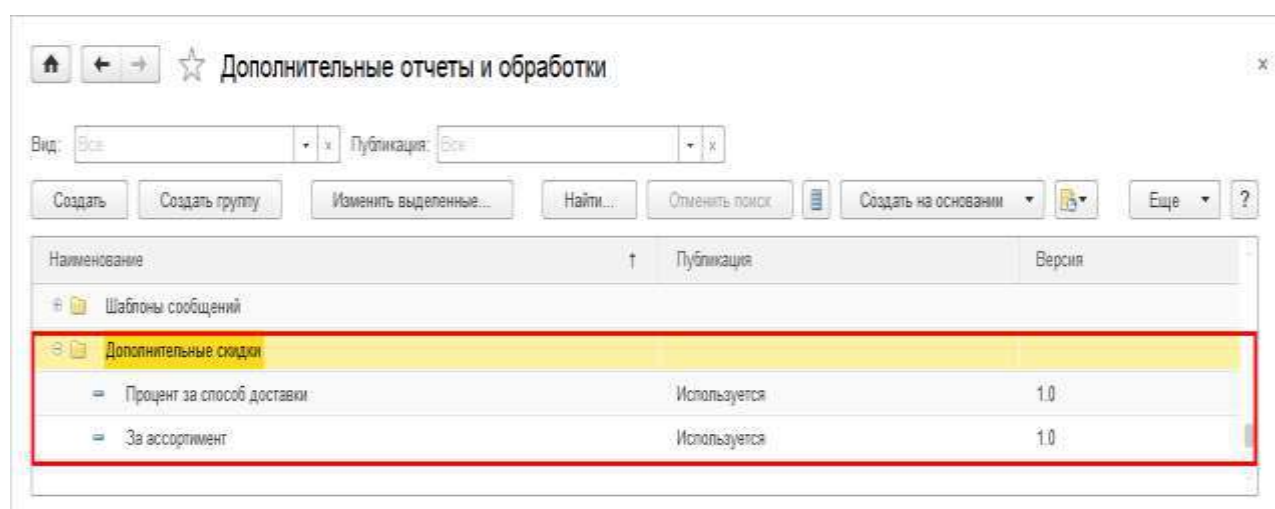 Дополнительные отчеты и обработки
Вид: Все Публикация: Все
Создать Создать группу Изменить выделенные... Найти... Отменить поиск Создать на основании Еще ?
Наименование Публикация Версия
Шаблоны сообщений
Дополнительные скидки
Процент за способ доставки Используется 1.0
За ассортимент Используется 1.0